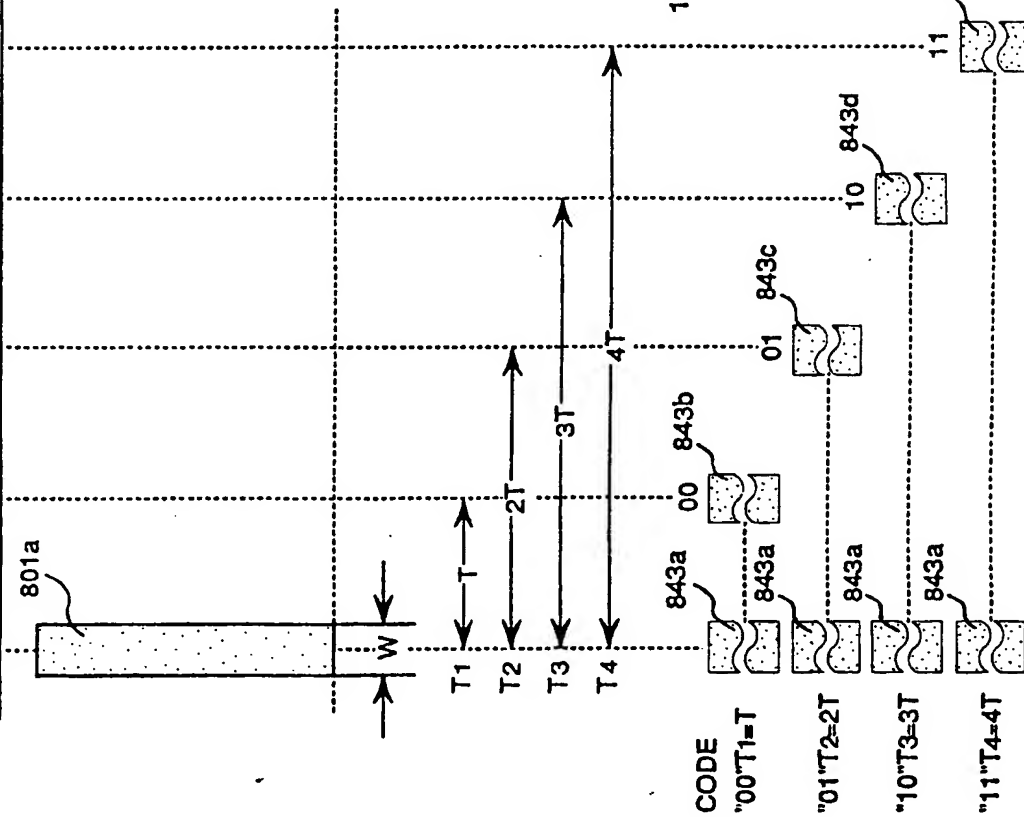 801a
W
T1
T
T2
2T
T3
3T
T4
4T
1
11
10
843d
01
843c
00
843b
843a
843a
843a
843a
CODE
"00"T1=T
"01"T2=2T
"10"T3=3T
"11"T4=4T